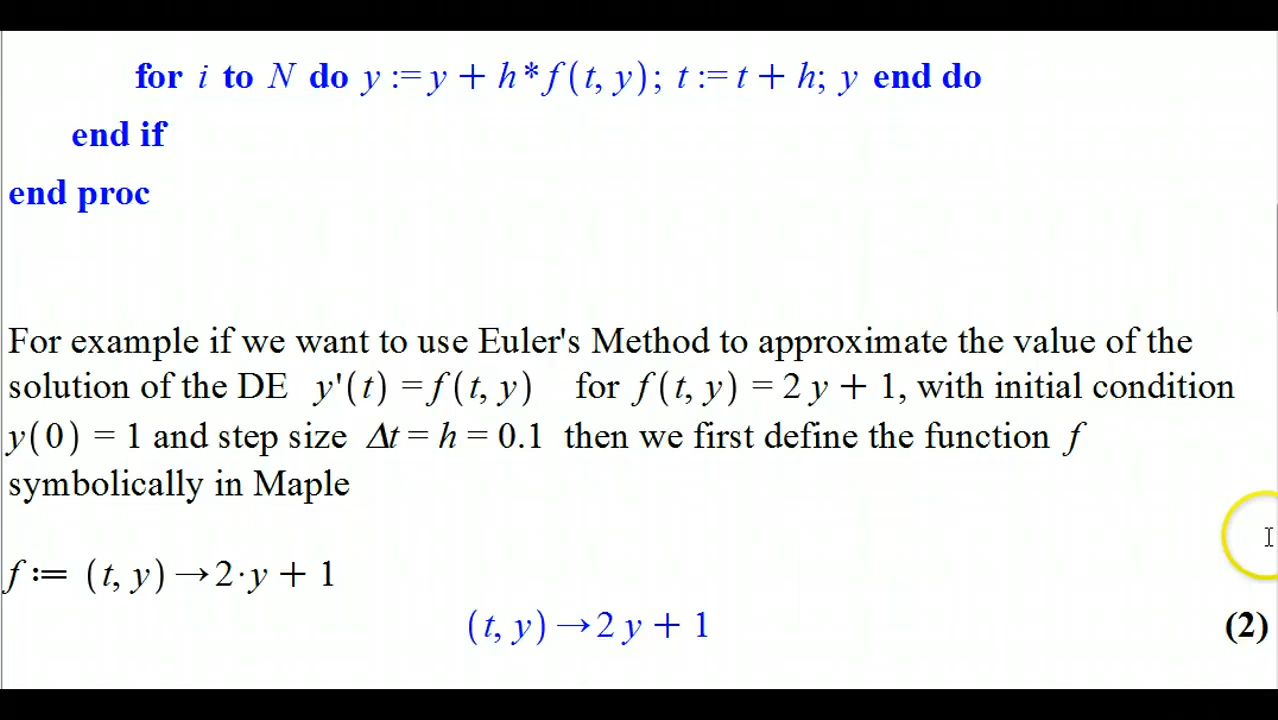 for i to N do y := y + h * f(t, y); t := t + h; y end do
end if
end proc
For example if we want to use Euler's Method to approximate the value of the
solution of the DE y'(t) = f(t, y) for f(t, y) = 2 y + 1, with initial condition
y(0) = 1 and step size Δt = h = 0.1 then we first define the function f
symbolically in Maple
f := (t, y) → 2·y + 1
(t, y) → 2 y + 1 (2)